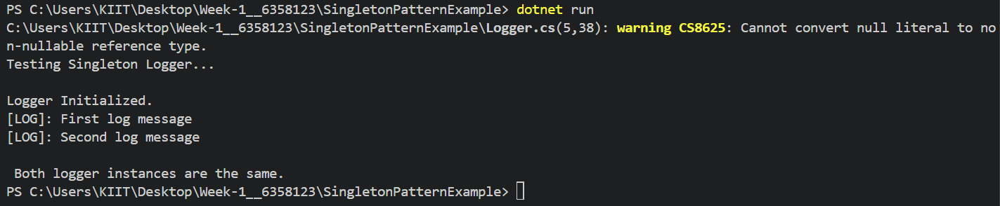 PS C:\Users\KIIT\Desktop\Week-1__6358123\SingletonPatternExample> dotnet run
C:\Users\KIIT\Desktop\Week-1__6358123\SingletonPatternExample\Logger.cs(5,38): warning CS8625: Cannot convert null literal to no
n-nullable reference type.
Testing Singleton Logger...
Logger Initialized.
[LOG]: First log message
[LOG]: Second log message
Both logger instances are the same.
PS C:\Users\KIIT\Desktop\Week-1__6358123\SingletonPatternExample>